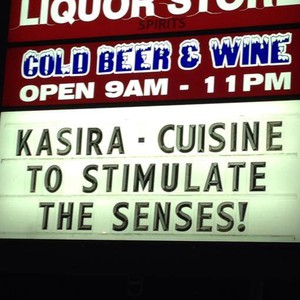 LIQUOR STORE
SPIRITS
COLD BEER & WINE
OPEN 9AM - 11PM
KASIRA - CUISINE
TO STIMULATE
THE SENSES!